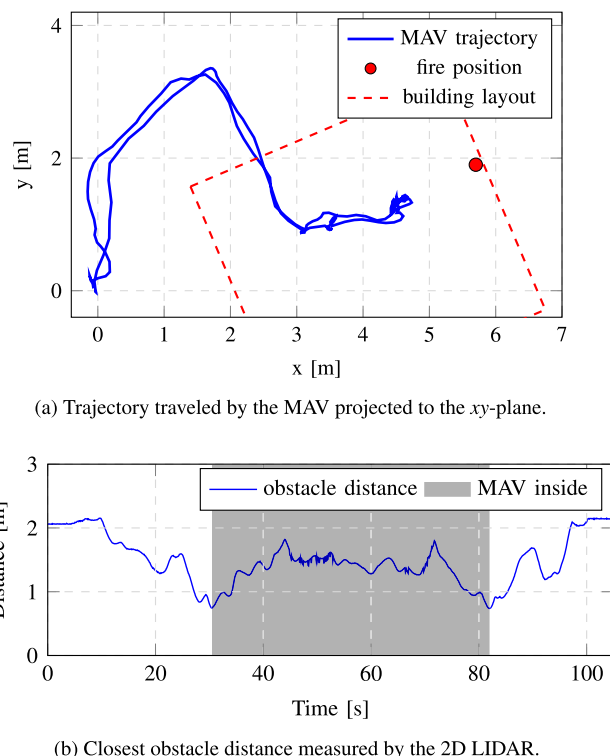 4
2
0
y [m]
MAV trajectory
fire position
building layout
0 1 2 3 4 5 6 7
x [m]
(a) Trajectory traveled by the MAV projected to the xy-plane.
3
2
1
0
Distance [m]
obstacle distance MAV inside
0 20 40 60 80 100
Time [s]
(b) Closest obstacle distance measured by the 2D LIDAR.